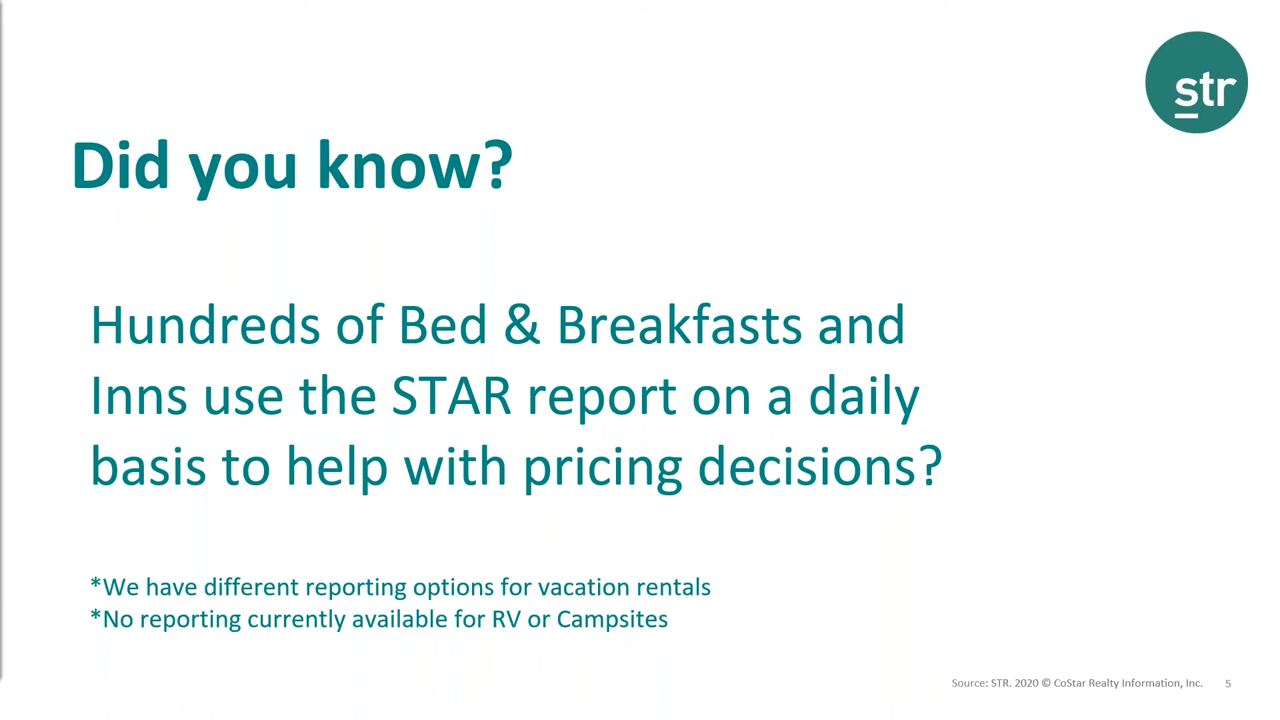 str
Did you know?
Hundreds of Bed & Breakfasts and
Inns use the STAR report on a daily
basis to help with pricing decisions?
*We have different reporting options for vacation rentals
*No reporting currently available for RV or Campsites
Source: STR. 2020 © CoStar Realty Information, Inc. 5